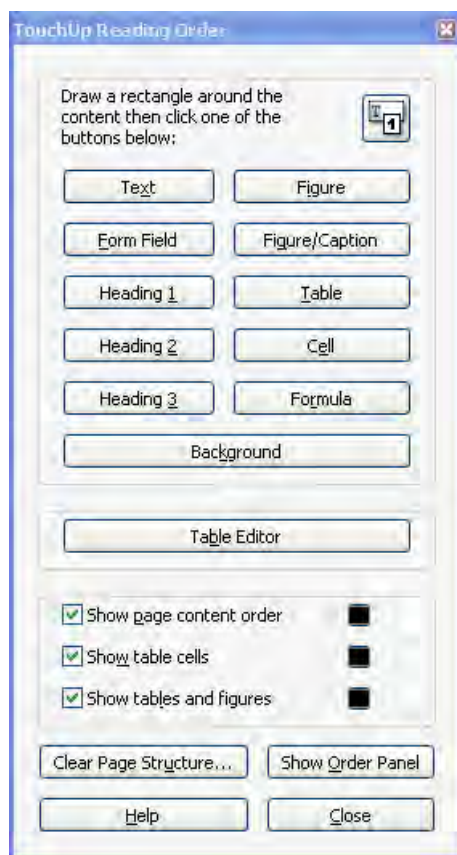 TouchUp Reading Order
Draw a rectangle around the
content then click one of the
buttons below:
Text Figure
Form Field Figure/Caption
Heading 1 Table
Heading 2 Cell
Heading 3 Formula
Background
Table Editor
Show page content order
Show table cells
Show tables and figures
Clear Page Structure... Show Order Panel
Help Close